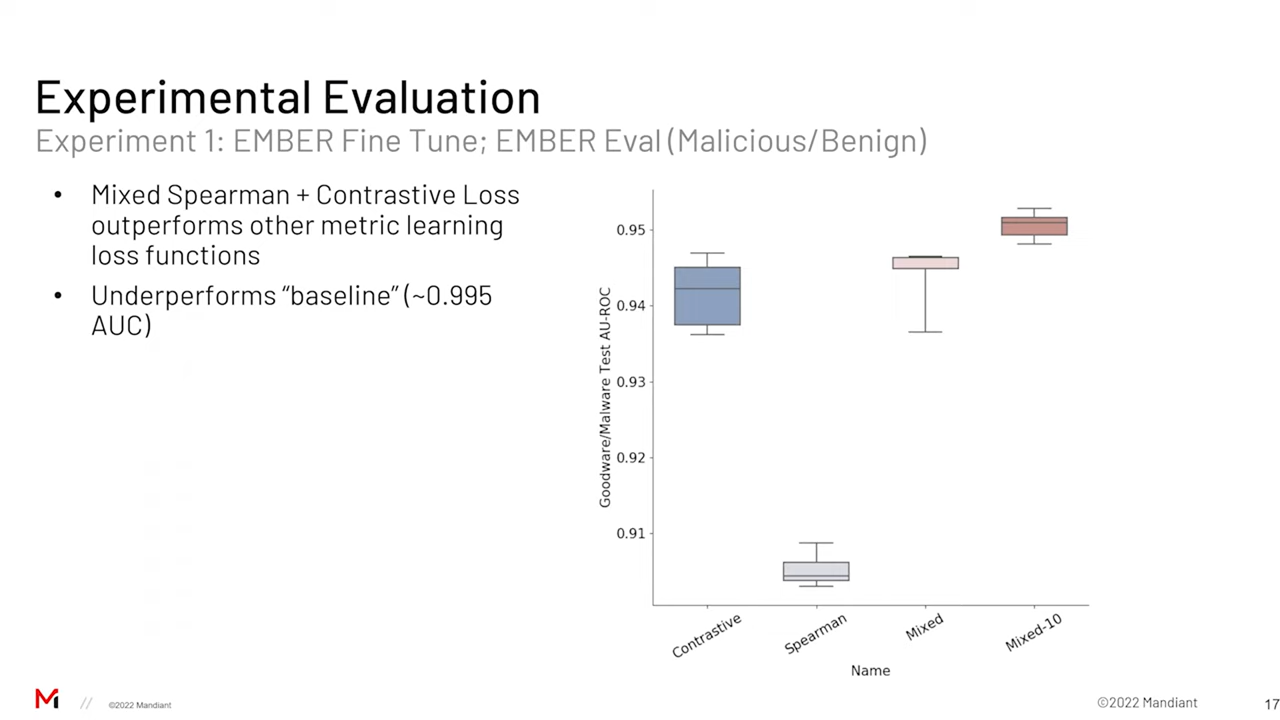 Experimental Evaluation
Experiment 1: EMBER Fine Tune; EMBER Eval (Malicious/Benign)
• Mixed Spearman + Contrastive Loss
outperforms other metric learning
loss functions
• Underperforms “baseline” (~0.995
AUC)
Goodware/Malware Test AU-ROC
0.95
0.94
0.93
0.92
0.91
Contrastive
Spearman
Mixed
Mixed-10
Name
M // ©2022 Mandiant
©2022 Mandiant 17